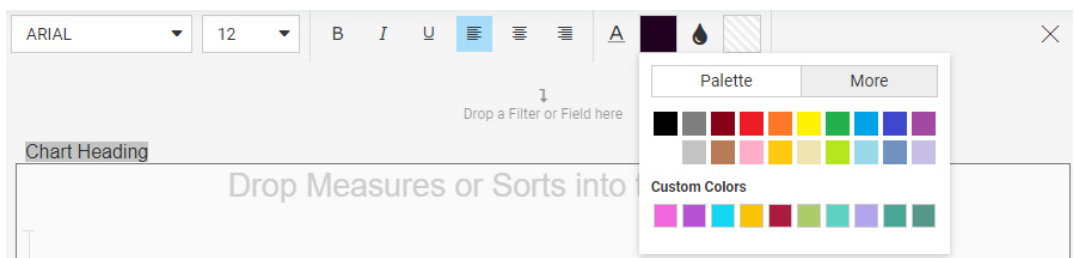 ARIAL 12 B I U A
Palette More
Drop a Filter or Field here
Chart Heading
Drop Measures or Sorts into t
Custom Colors